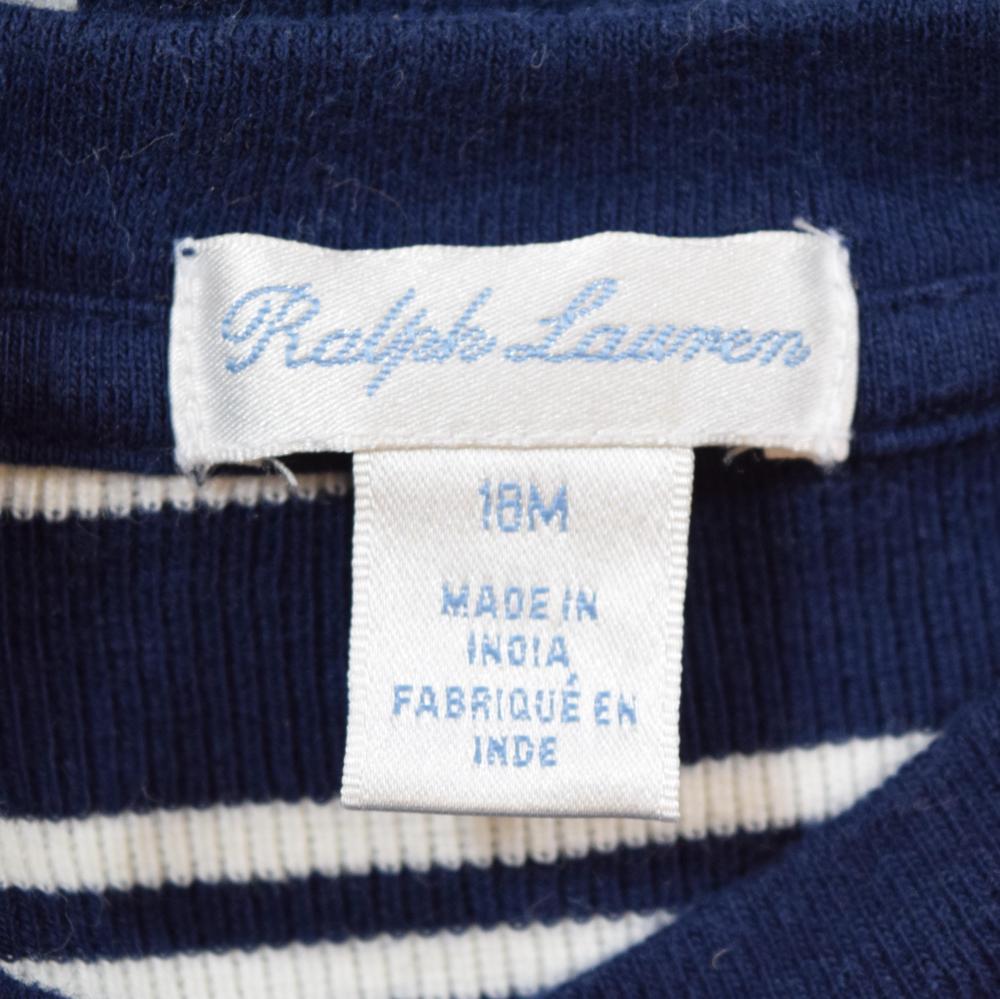 Ralph Lauren
18M
MADE IN
INDIA
FABRIQUÉ EN
INDE